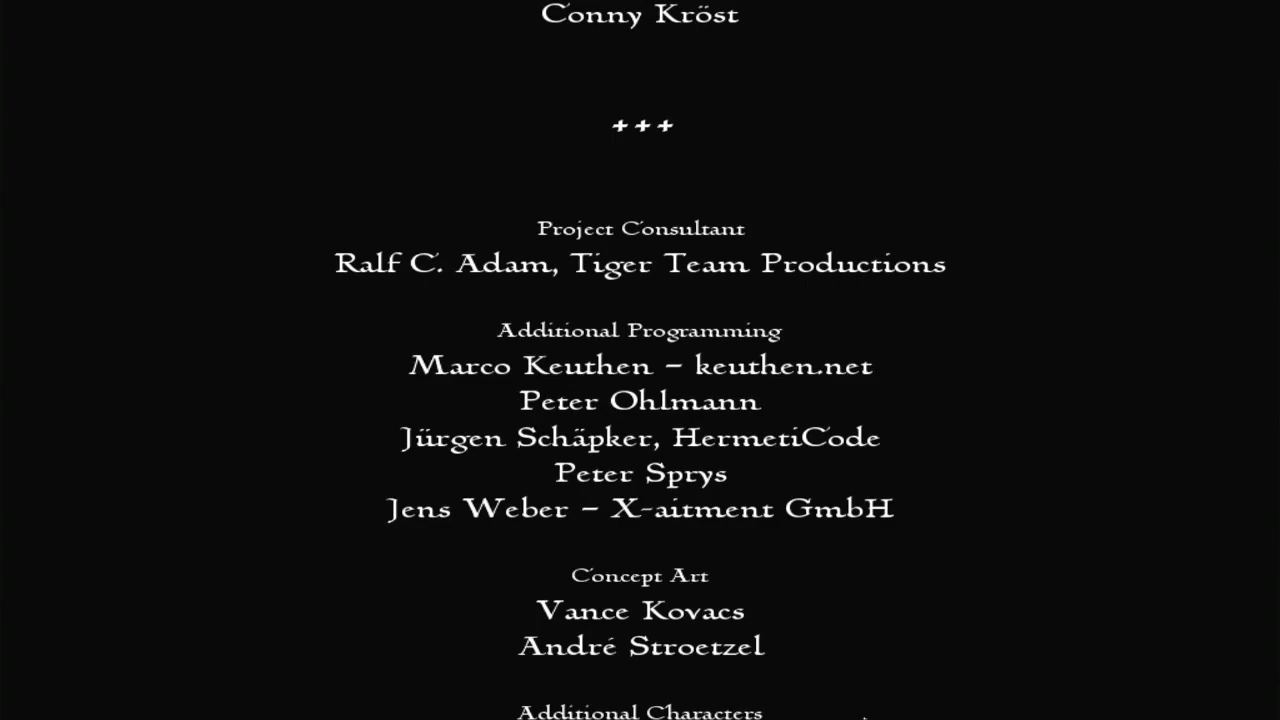 Conny Kröst
+++
Project Consultant
Ralf C. Adam, Tiger Team Productions
Additional Programming
Marco Keuthen – keuthen.net
Peter Ohlmann
Jürgen Schäpker, HermetiCode
Peter Sprys
Jens Weber – X-aitment GmbH
Concept Art
Vance Kovacs
André Stroetzel
Additional Characters